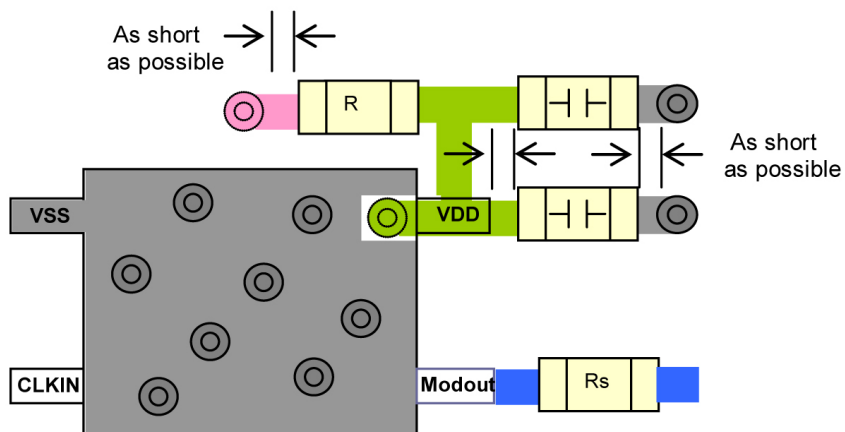 As short
as possible
R
As short
as possible
VSS
VDD
CLKIN
Modout
Rs